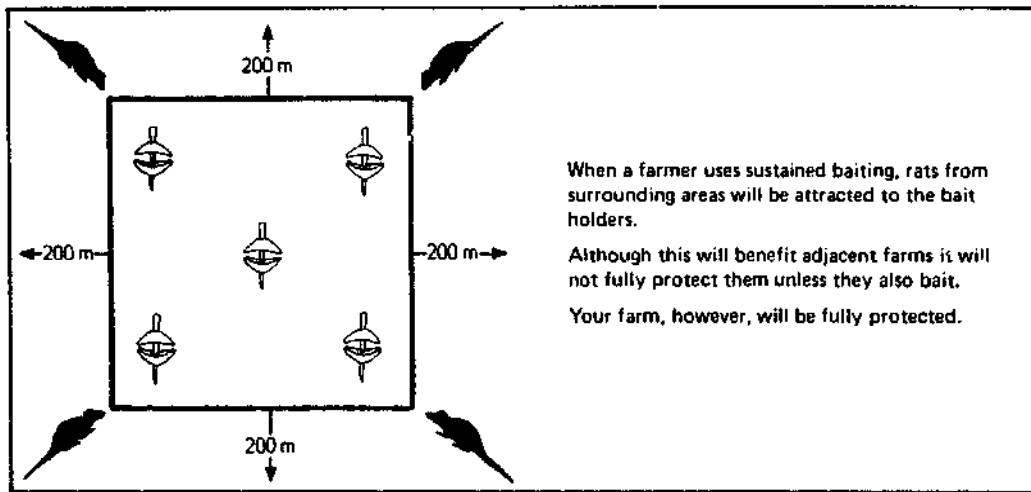 200 m
200 m
200 m
200 m
When a farmer uses sustained baiting, rats from
surrounding areas will be attracted to the bait
holders.
Although this will benefit adjacent farms it will
not fully protect them unless they also bait.
Your farm, however, will be fully protected.